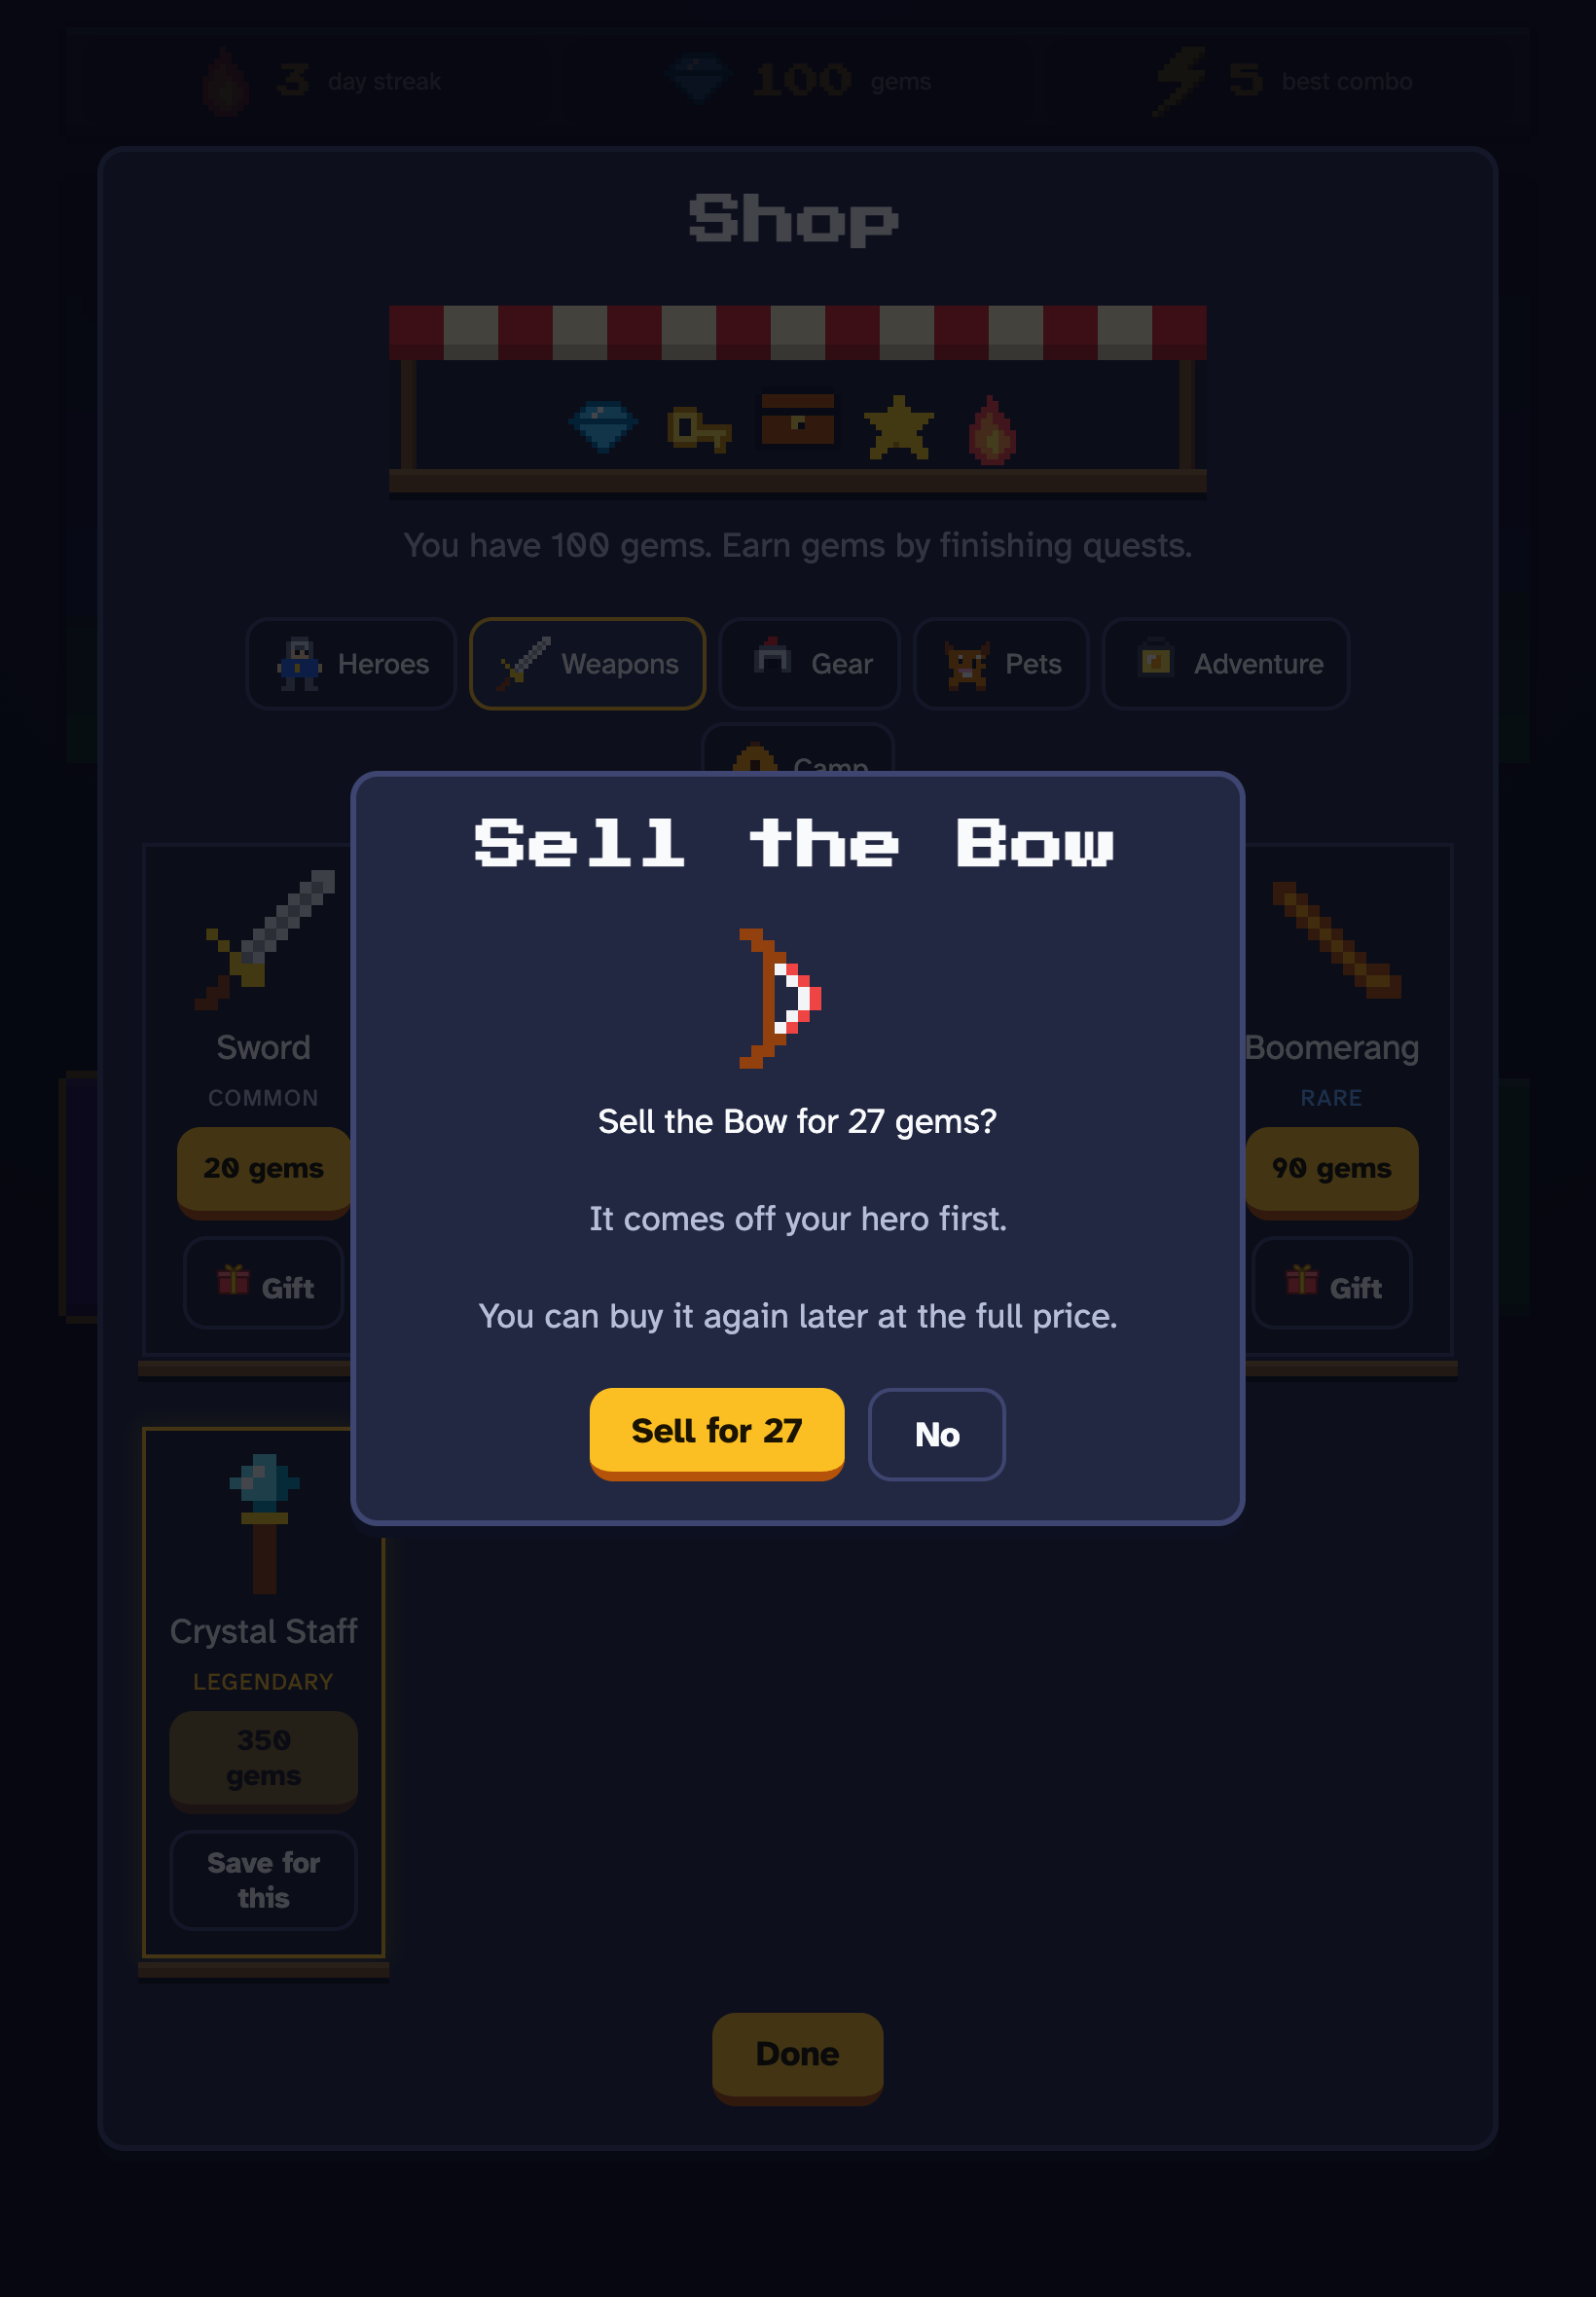 3 day streak
100 gems
5 best combo
Shop
You have 100 gems. Earn gems by finishing quests.
Heroes
Weapons
Gear
Pets
Adventure
Camp
Sell the Bow
Sell the Bow for 27 gems?
It comes off your hero first.
You can buy it again later at the full price.
Sell for 27
No
Sword
COMMON
20 gems
Gift
Boomerang
RARE
90 gems
Gift
Crystal Staff
LEGENDARY
350
gems
Save for
this
Done